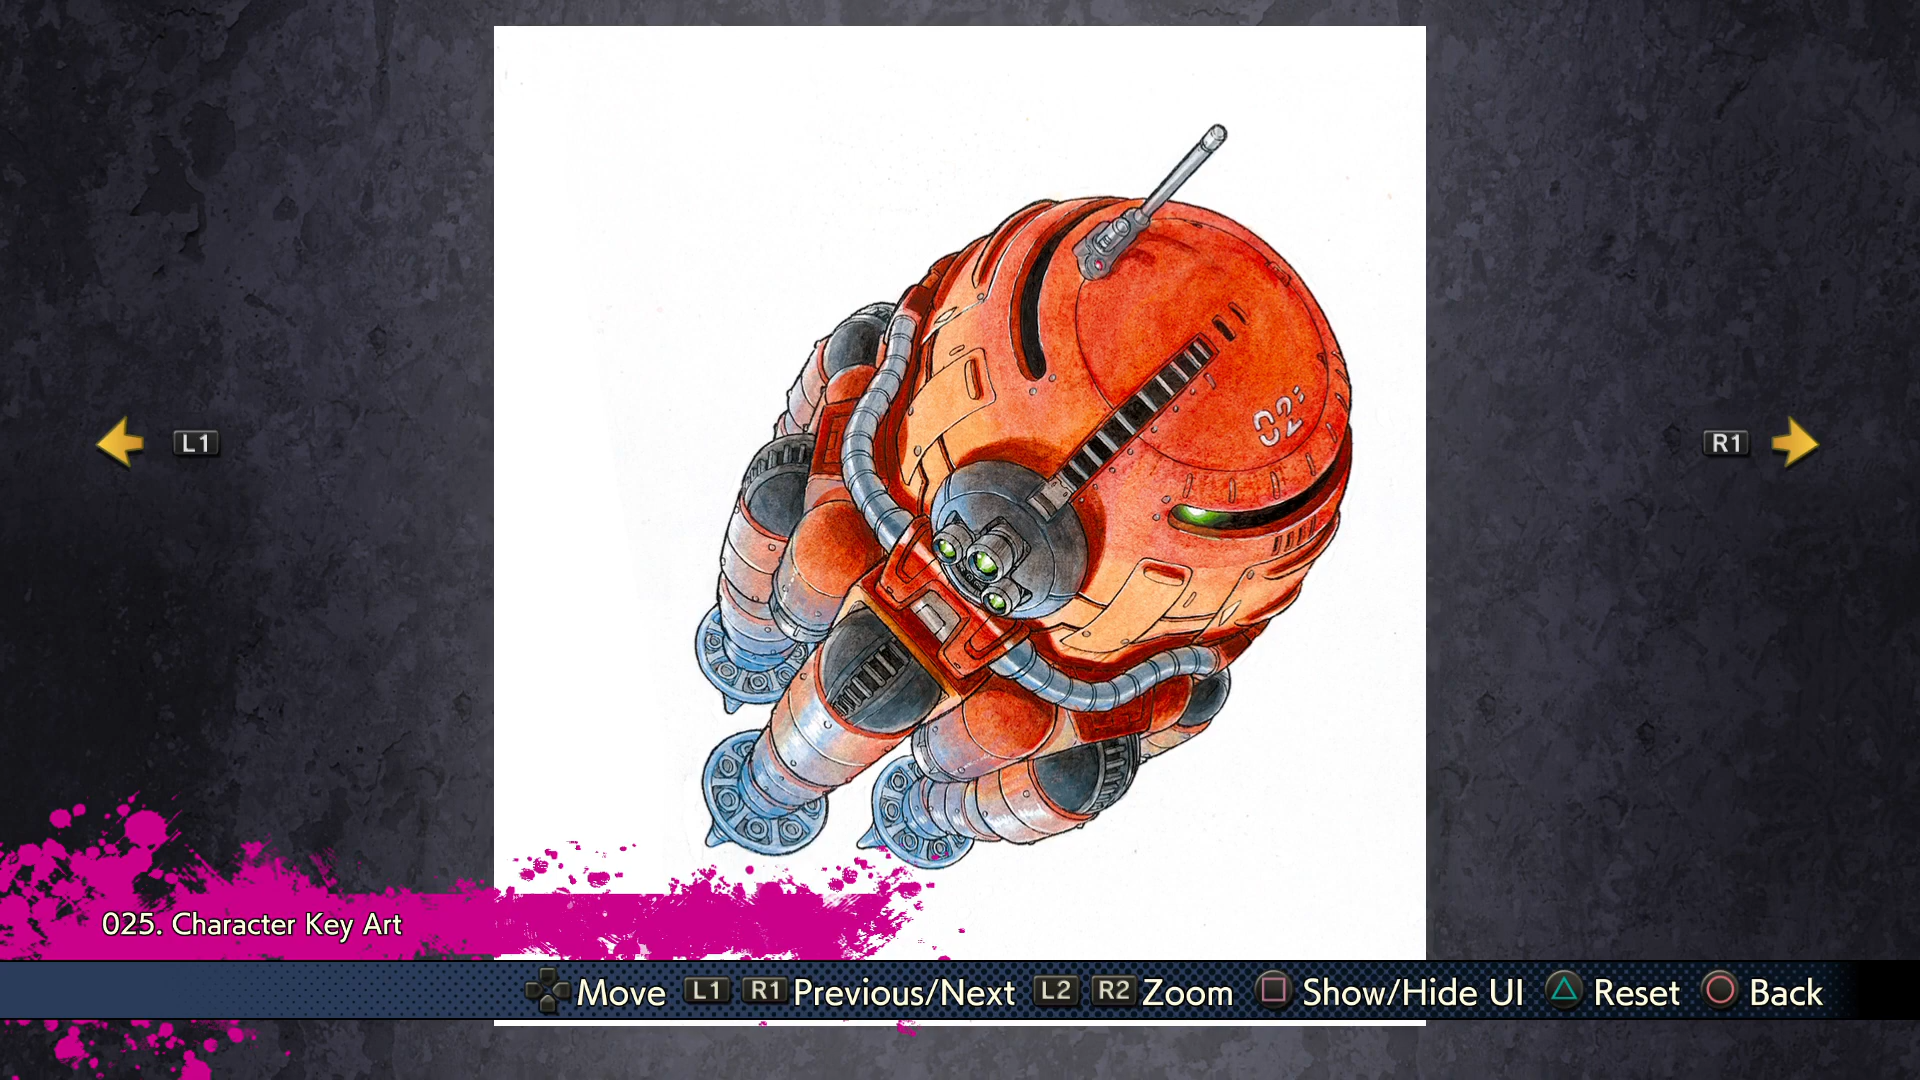 02:
L1
R1
025. Character Key Art
Move L1 R1 Previous/Next L2 R2 Zoom Show/Hide UI Reset Back